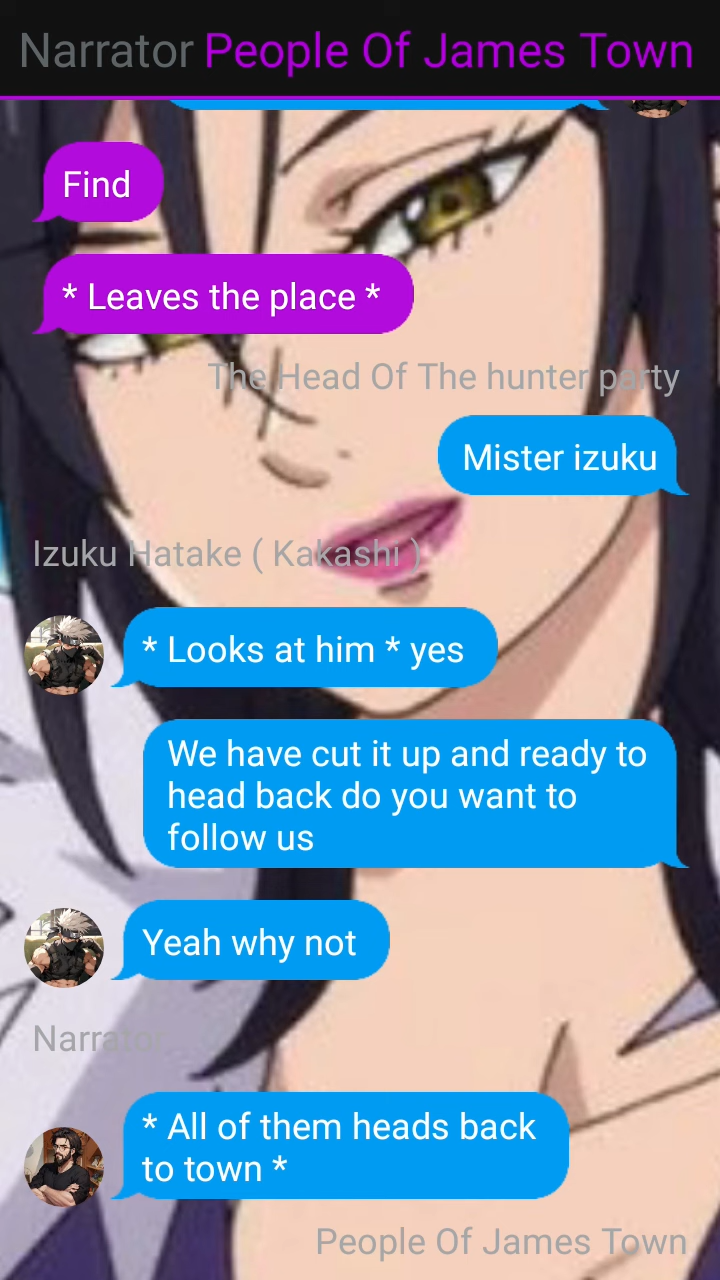 Narrator People Of James Town
Find
* Leaves the place *
The Head Of The hunter party
Mister izuku
Izuku Hatake ( Kakashi )
* Looks at him * yes
We have cut it up and ready to
head back do you want to
follow us
Yeah why not
Narrator
* All of them heads back
to town *
People Of James Town